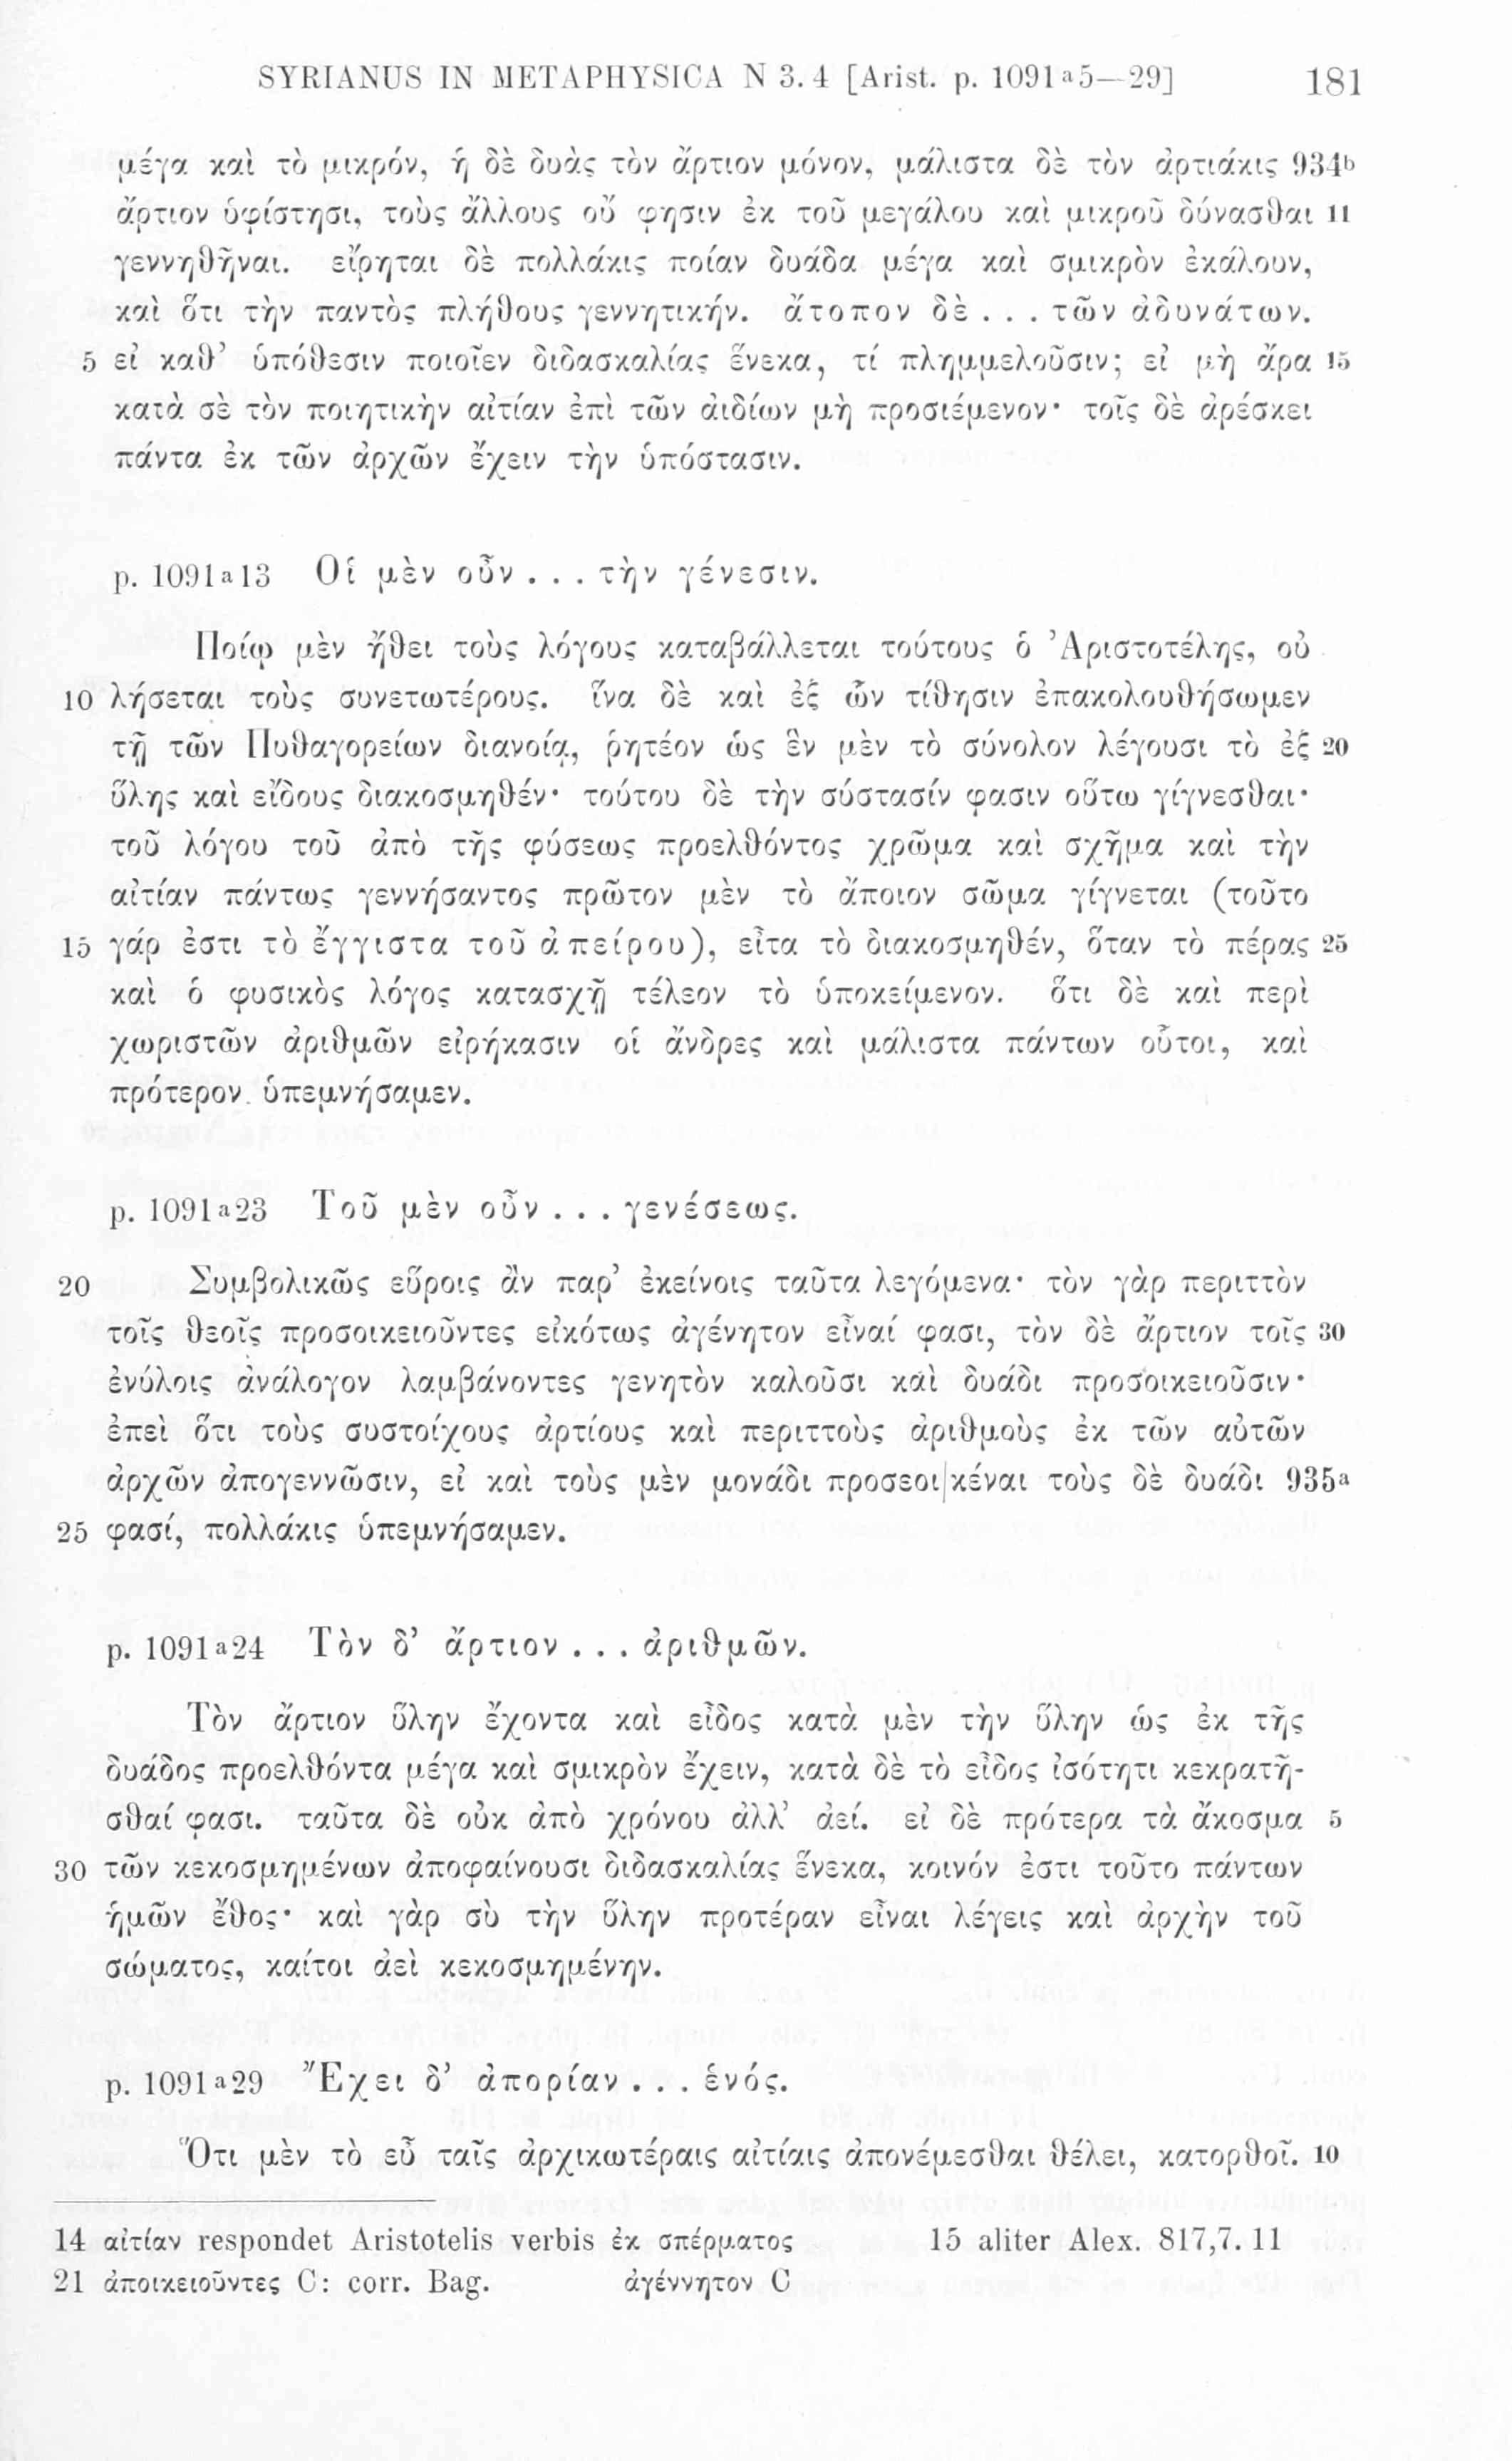 SYRIANUS IN METAPHYSICA N 3. 4 [Arist. p. 1091 a 5—29] 181
μέγα καὶ τὸ μικρόν, ἡ δὲ δυὰς τὸν ἄρτιον μόνον, μάλιστα δὲ τὸν ἀρτιάκις 934b
ἄρτιον ὑφίστησι, τοὺς ἄλλους οὔ φησιν ἐκ τοῦ μεγάλου καὶ μικροῦ δύνασθαι 11
γεννηθῆναι. εἴρηται δὲ πολλάκις ποίαν δυάδα μέγα καὶ σμικρὸν ἐκάλουν,
καὶ ὅτι τὴν παντὸς πλήθους γεννητικήν. ἄτοπον δὲ . . . τῶν ἀδυνάτων.
5 εἰ καθ’ ὑπόθεσιν ποιοῖεν διδασκαλίας ἕνεκα, τί πλημμελοῦσιν; εἰ μὴ ἄρα 15
κατὰ σὲ τὸν ποιητικὴν αἰτίαν ἐπὶ τῶν ἀιδίων μὴ προσιέμενον· τοῖς δὲ ἀρέσκει
πάντα ἐκ τῶν ἀρχῶν ἔχειν τὴν ὑπόστασιν.
p. 1091 a 13 Οἱ μὲν οὖν . . . τὴν γένεσιν.
Ποίῳ μὲν ἤθει τοὺς λόγους καταβάλλεται τούτους ὁ Ἀριστοτέλης, οὐ
10 λήσεται τοὺς συνετωτέρους. ἵνα δὲ καὶ ἐξ ὧν τίθησιν ἐπακολουθήσωμεν
τῇ τῶν Πυθαγορείων διανοίᾳ, ῥητέον ὡς ἓν μὲν τὸ σύνολον λέγουσι τὸ ἐξ 20
ὕλης καὶ εἴδους διακοσμηθέν· τούτου δὲ τὴν σύστασίν φασιν οὕτω γίγνεσθαι·
τοῦ λόγου τοῦ ἀπὸ τῆς φύσεως προελθόντος χρῶμα καὶ σχῆμα καὶ τὴν
αἰτίαν πάντως γεννήσαντος πρῶτον μὲν τὸ ἄποιον σῶμα γίγνεται (τοῦτο
15 γάρ ἐστι τὸ ἔγγιστα τοῦ ἀπείρου), εἶτα τὸ διακοσμηθέν, ὅταν τὸ πέρας 25
καὶ ὁ φυσικὸς λόγος κατασχῇ τέλεον τὸ ὑποκείμενον. ὅτι δὲ καὶ περὶ
χωριστῶν ἀριθμῶν εἰρήκασιν οἱ ἄνδρες καὶ μάλιστα πάντων οὗτοι, καὶ
πρότερον ὑπεμνήσαμεν.
p. 1091 a 23 Τοῦ μὲν οὖν . . . γενέσεως.
20 Συμβολικῶς εὕροις ἂν παρ’ ἐκείνοις ταῦτα λεγόμενα· τὸν γὰρ περιττὸν
τοῖς θεοῖς προσοικειοῦντες εἰκότως ἀγένητον εἶναί φασι, τὸν δὲ ἄρτιον τοῖς 30
ἐνύλοις ἀνάλογον λαμβάνοντες γενητὸν καλοῦσι καὶ δυάδι προσοικειοῦσιν·
ἐπεὶ ὅτι τοὺς συστοίχους ἀρτίους καὶ περιττοὺς ἀριθμοὺς ἐκ τῶν αὐτῶν
ἀρχῶν ἀπογεννῶσιν, εἰ καὶ τοὺς μὲν μονάδι προσεοι|κέναι τοὺς δὲ δυάδι 935a
25 φασί, πολλάκις ὑπεμνήσαμεν.
p. 1091 a 24 Τὸν δ’ ἄρτιον . . . ἀριθμῶν.
Τὸν ἄρτιον ὕλην ἔχοντα καὶ εἶδος κατὰ μὲν τὴν ὕλην ὡς ἐκ τῆς
δυάδος προελθόντα μέγα καὶ σμικρὸν ἔχειν, κατὰ δὲ τὸ εἶδος ἰσότητι κεκρατῆ-
σθαί φασι. ταῦτα δὲ οὐκ ἀπὸ χρόνου ἀλλ’ ἀεί. εἰ δὲ πρότερα τὰ ἄκοσμα 5
30 τῶν κεκοσμημένων ἀποφαίνουσι διδασκαλίας ἕνεκα, κοινόν ἐστι τοῦτο πάντων
ἡμῶν ἔθος· καὶ γὰρ σὺ τὴν ὕλην προτέραν εἶναι λέγεις καὶ ἀρχὴν τοῦ
σώματος, καίτοι ἀεὶ κεκοσμημένην.
p. 1091 a 29 Ἔχει δ’ ἀπορίαν . . . ἑνός.
Ὅτι μὲν τὸ εὖ ταῖς ἀρχικωτέραις αἰτίαις ἀπονέμεσθαι θέλει, κατορθοῖ. 10
14 αἰτίαν respondet Aristotelis verbis ἐκ σπέρματος 15 aliter Alex. 817,7. 11
21 ἀποικειοῦντες C: corr. Bag. ἀγέννητον C